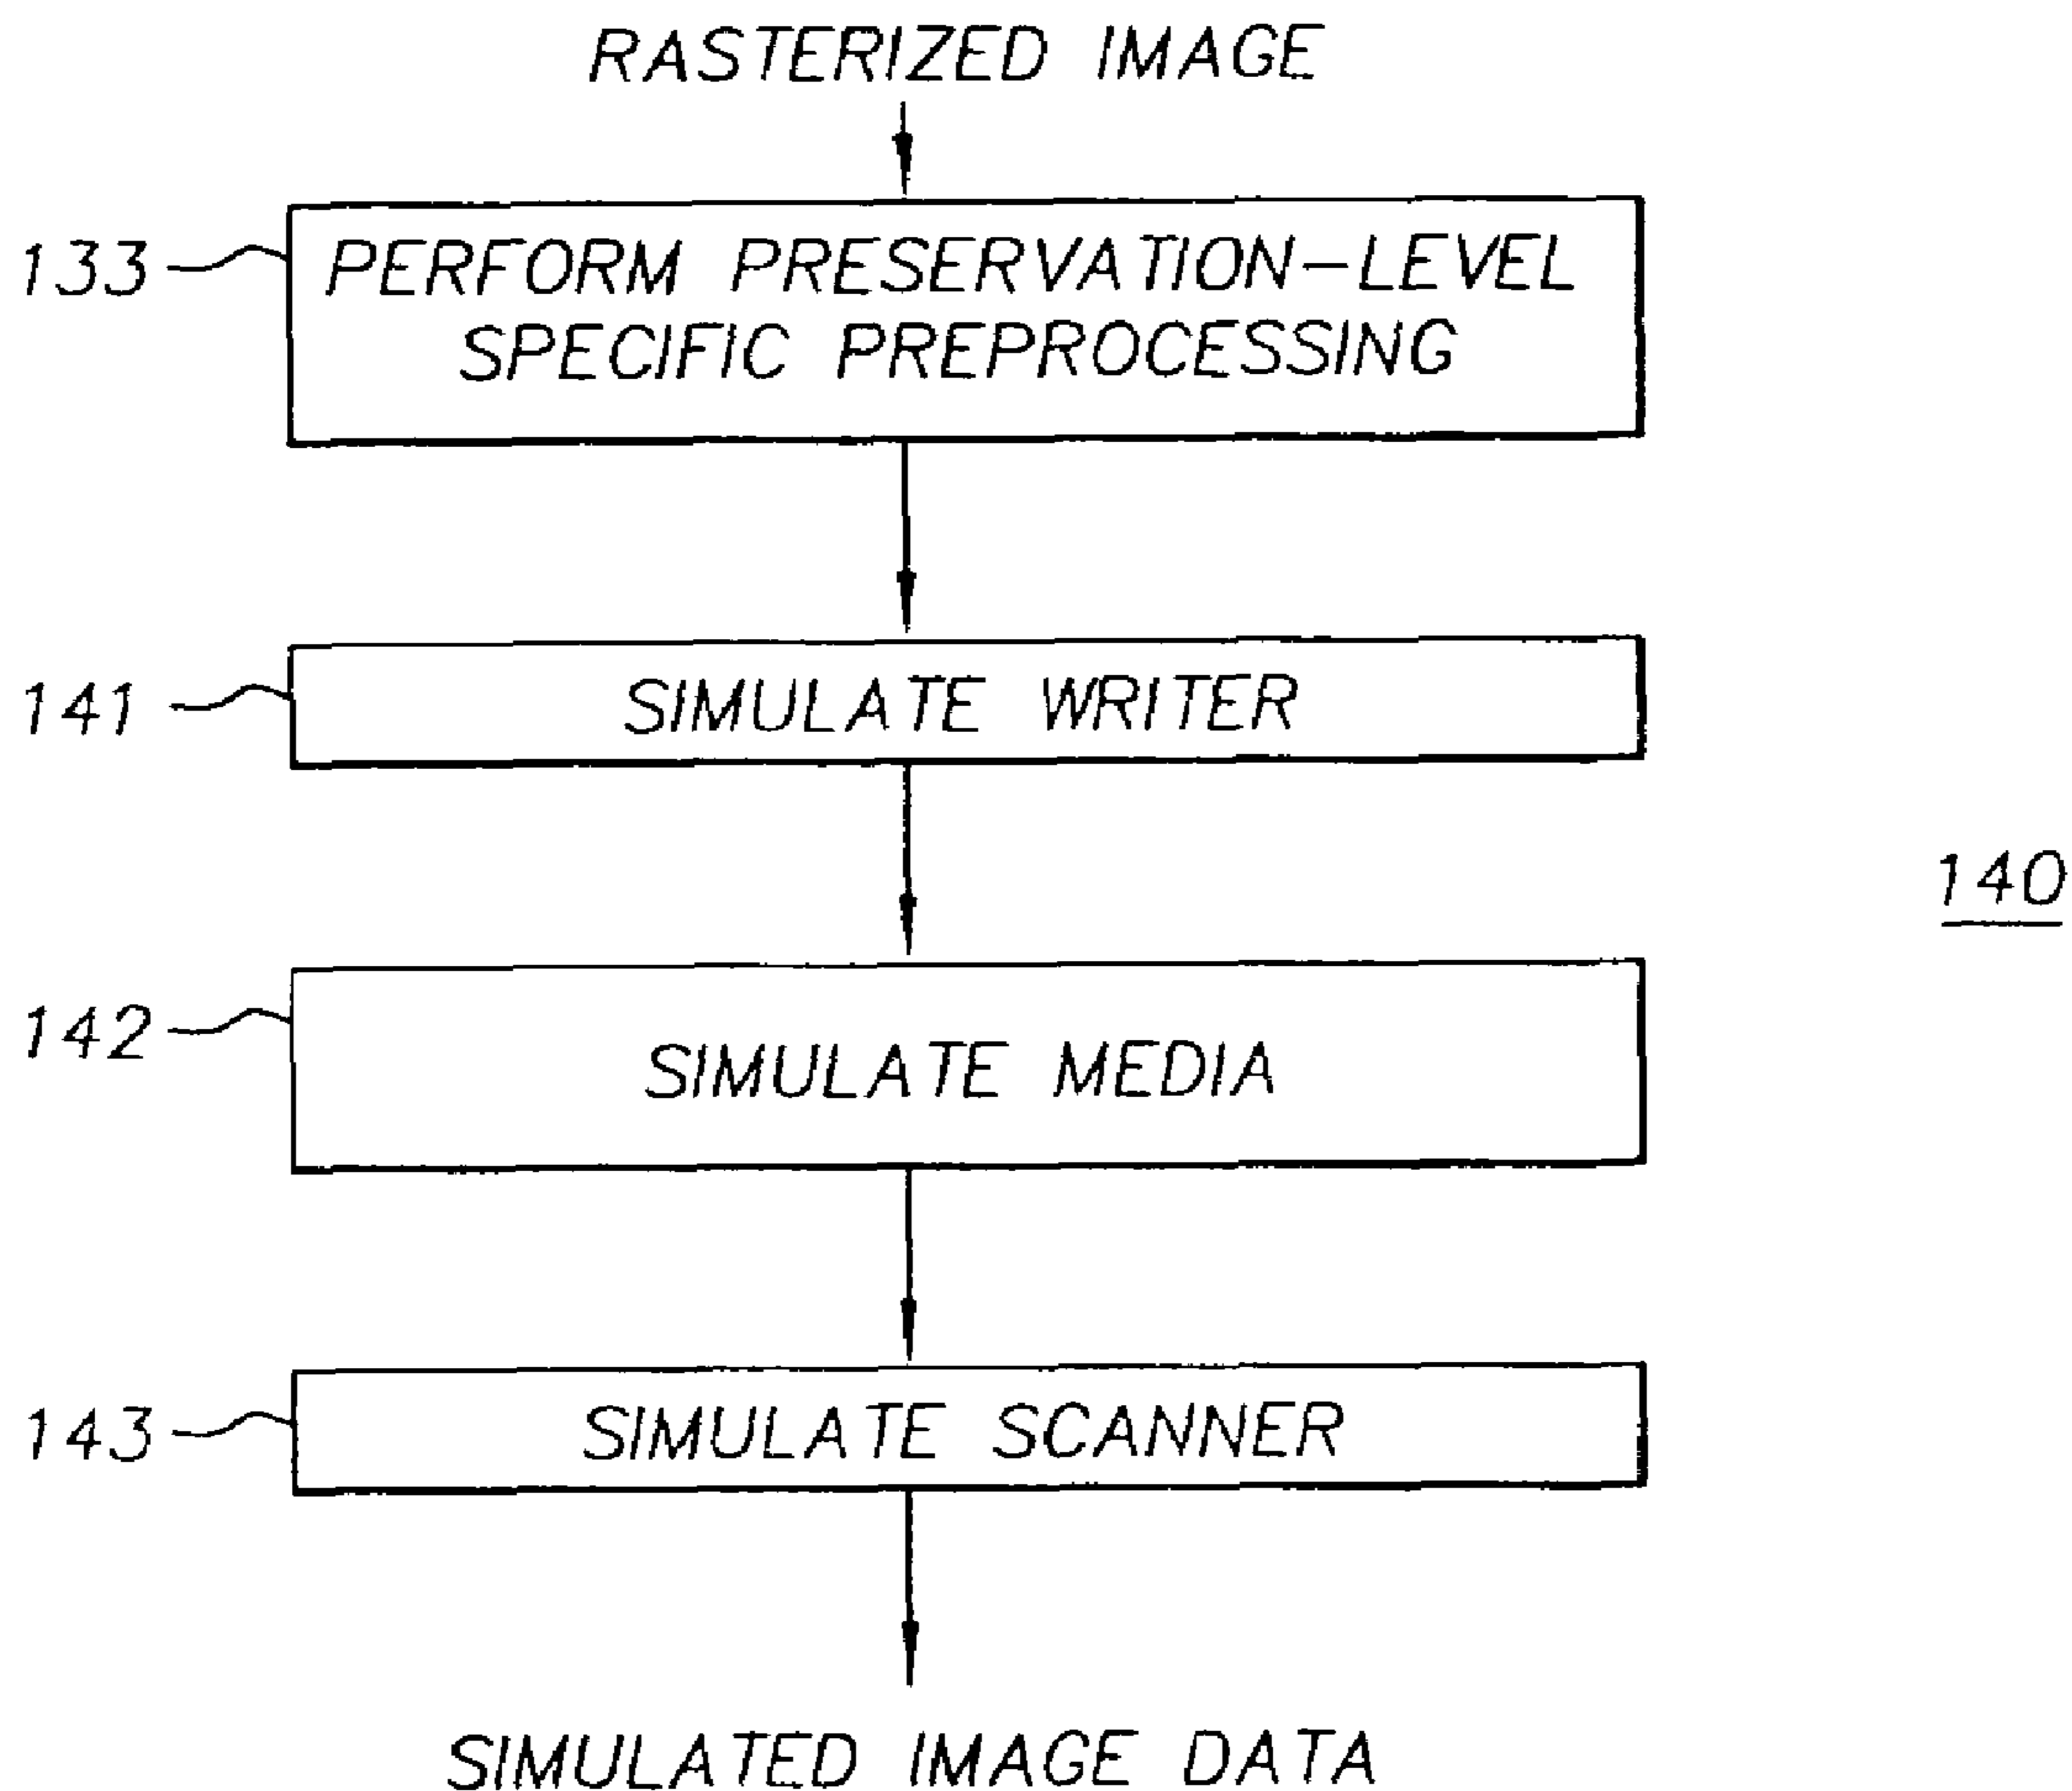 RASTERIZED IMAGE
133
PERFORM PRESERVATION-LEVEL
SPECIFIC PREPROCESSING
141
SIMULATE WRITER
140
142
SIMULATE MEDIA
143
SIMULATE SCANNER
SIMULATED IMAGE DATA